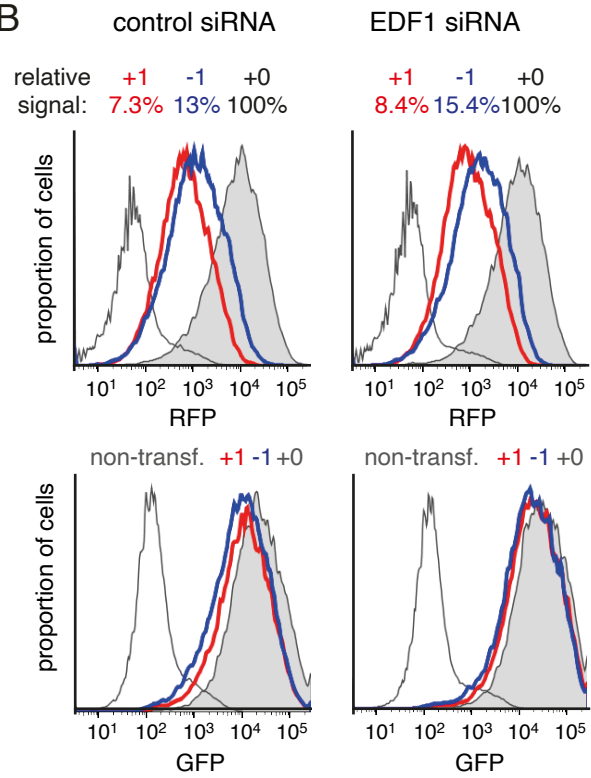 B
control siRNA EDF1 siRNA
relative +1 -1 +0 +1 -1 +0
signal: 7.3% 13% 100% 8.4% 15.4% 100%
proportion of cells
10¹ 10² 10³ 10⁴ 10⁵
RFP
proportion of cells
10¹ 10² 10³ 10⁴ 10⁵
RFP
non-transf. +1 -1 +0
proportion of cells
10¹ 10² 10³ 10⁴ 10⁵
GFP
non-transf. +1 -1 +0
10¹ 10² 10³ 10⁴ 10⁵
GFP